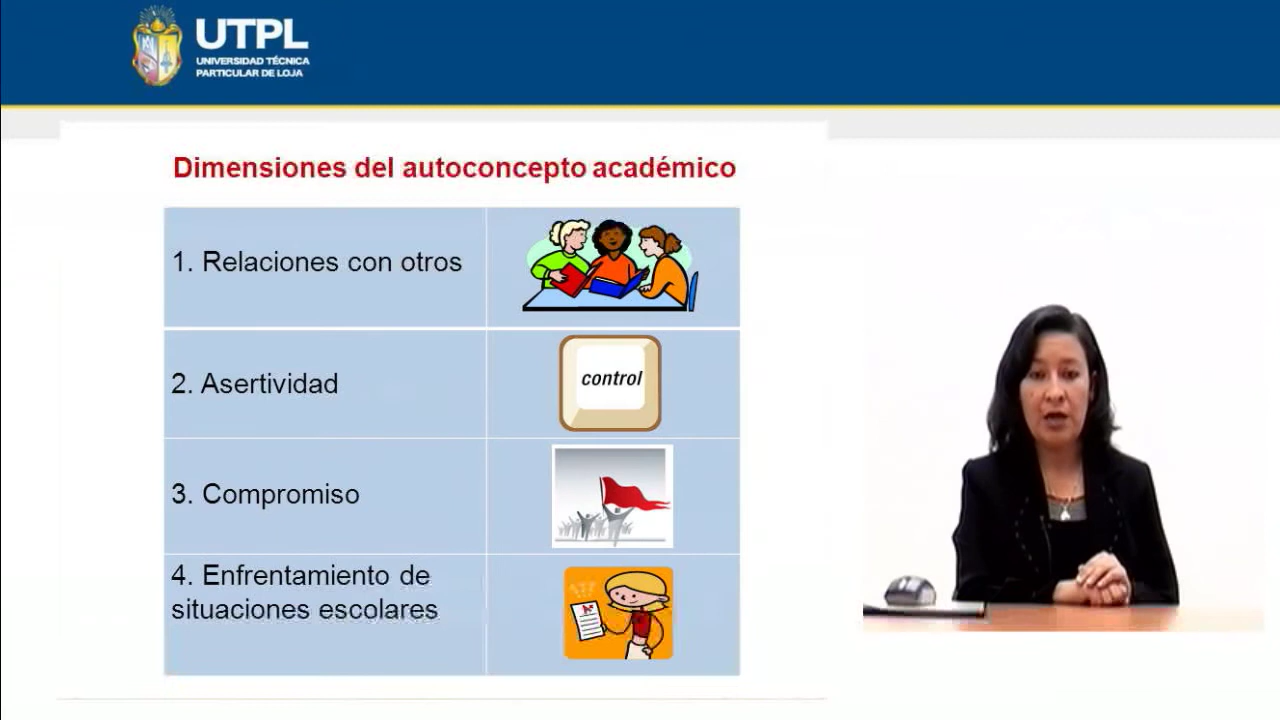 UTPL
UNIVERSIDAD TÉCNICA
PARTICULAR DE LOJA
Dimensiones del autoconcepto académico
1. Relaciones con otros
2. Asertividad
control
3. Compromiso
4. Enfrentamiento de
situaciones escolares